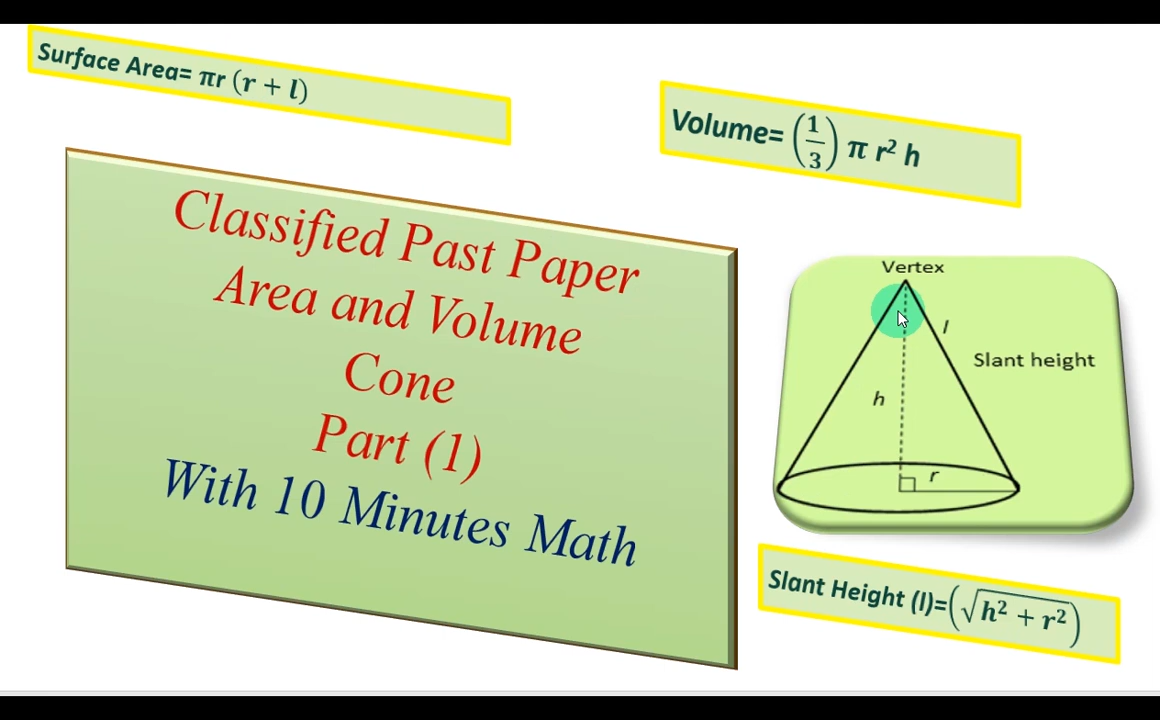 Surface Area= πr (r + l)
Volume= (1/3) π r² h
Classified Past Paper
Area and Volume
Cone
Part (1)
With 10 Minutes Math
Vertex
l
Slant height
h
r
Slant Height (l)=(√h² + r²)